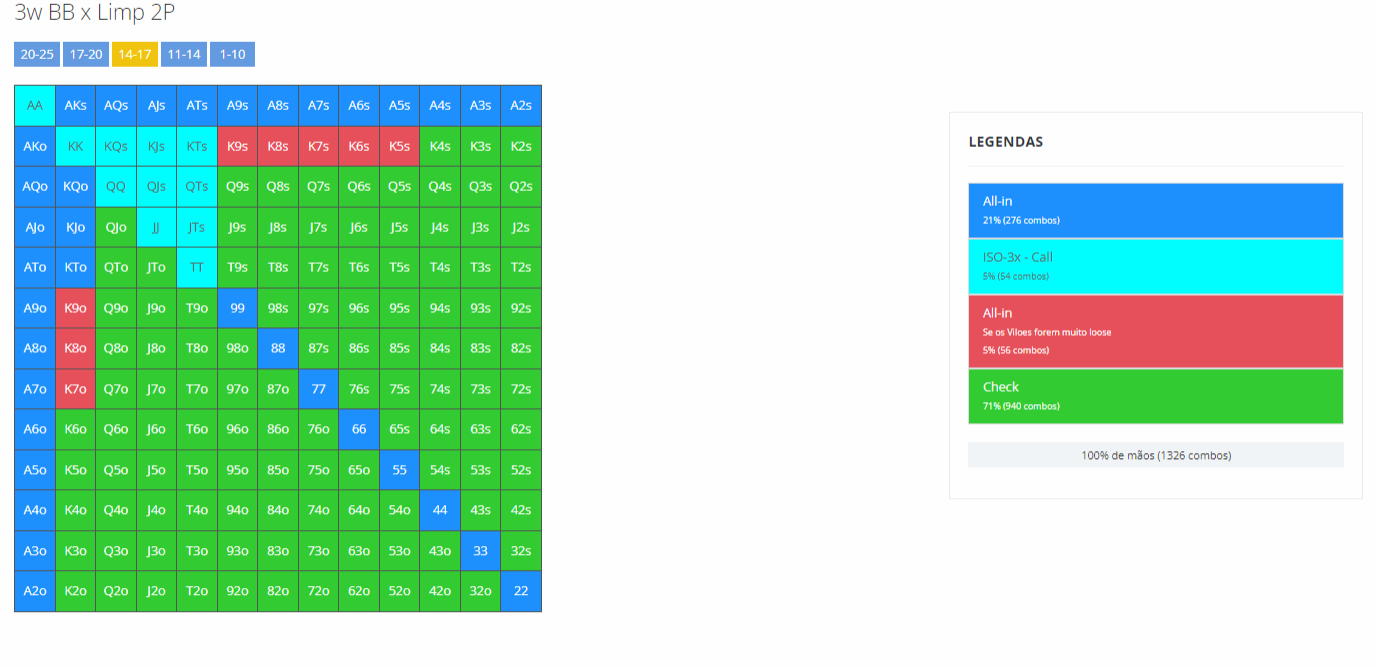 3w BB x Limp 2P
20-25 17-20 14-17 11-14 1-10
AA AKs AQs AJs ATs A9s A8s A7s A6s A5s A4s A3s A2s
AKo KK KQs KJs KTs K9s K8s K7s K6s K5s K4s K3s K2s
AQo KQo QQ QJs QTs Q9s Q8s Q7s Q6s Q5s Q4s Q3s Q2s
AJo KJo QJo JJ JTs J9s J8s J7s J6s J5s J4s J3s J2s
ATo KTo QTo JTo TT T9s T8s T7s T6s T5s T4s T3s T2s
A9o K9o Q9o J9o T9o 99 98s 97s 96s 95s 94s 93s 92s
A8o K8o Q8o J8o T8o 98o 88 87s 86s 85s 84s 83s 82s
A7o K7o Q7o J7o T7o 97o 87o 77 76s 75s 74s 73s 72s
A6o K6o Q6o J6o T6o 96o 86o 76o 66 65s 64s 63s 62s
A5o K5o Q5o J5o T5o 95o 85o 75o 65o 55 54s 53s 52s
A4o K4o Q4o J4o T4o 94o 84o 74o 64o 54o 44 43s 42s
A3o K3o Q3o J3o T3o 93o 83o 73o 63o 53o 43o 33 32s
A2o K2o Q2o J2o T2o 92o 82o 72o 62o 52o 42o 32o 22
LEGENDAS
All-in
21% (276 combos)
ISO-3x - Call
5% (54 combos)
All-in
Se os Viloes forem muito loose
5% (56 combos)
Check
71% (940 combos)
100% de mãos (1326 combos)